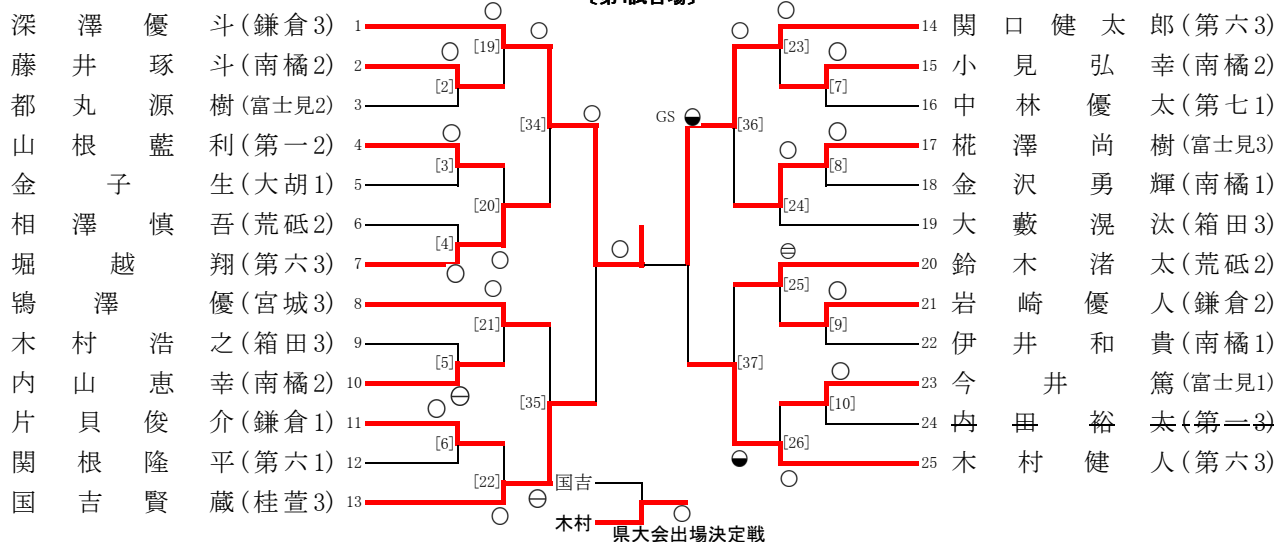 深澤優斗(鎌倉3) 1
藤井琢斗(南橘2) 2
都丸源樹(富士見2) 3
山根藍利(第一2) 4
金子生(大胡1) 5
相澤慎吾(荒砥2) 6
堀越翔(第六3) 7
鴇澤優(宮城3) 8
木村浩之(箱田3) 9
内山恵幸(南橘2) 10
片貝俊介(鎌倉1) 11
関根隆平(第六1) 12
国吉賢蔵(桂萱3) 13
[19]
[2]
[34]
[3]
[20]
[4]
[21]
[5]
[35]
[6]
[22]
国吉
木村
県大会出場決定戦
GS
[23]
[7]
[36]
[8]
[24]
[25]
[9]
[37]
[10]
[26]
14 関口健太郎(第六3)
15 小見弘幸(南橘2)
16 中林優太(第七1)
17 椛澤尚樹(富士見3)
18 金沢勇輝(南橘1)
19 大藪滉汰(箱田3)
20 鈴木渚太(荒砥2)
21 岩崎優人(鎌倉2)
22 伊井和貴(南橘1)
23 今井篤(富士見1)
24 内田裕太(第一3)
25 木村健人(第六3)